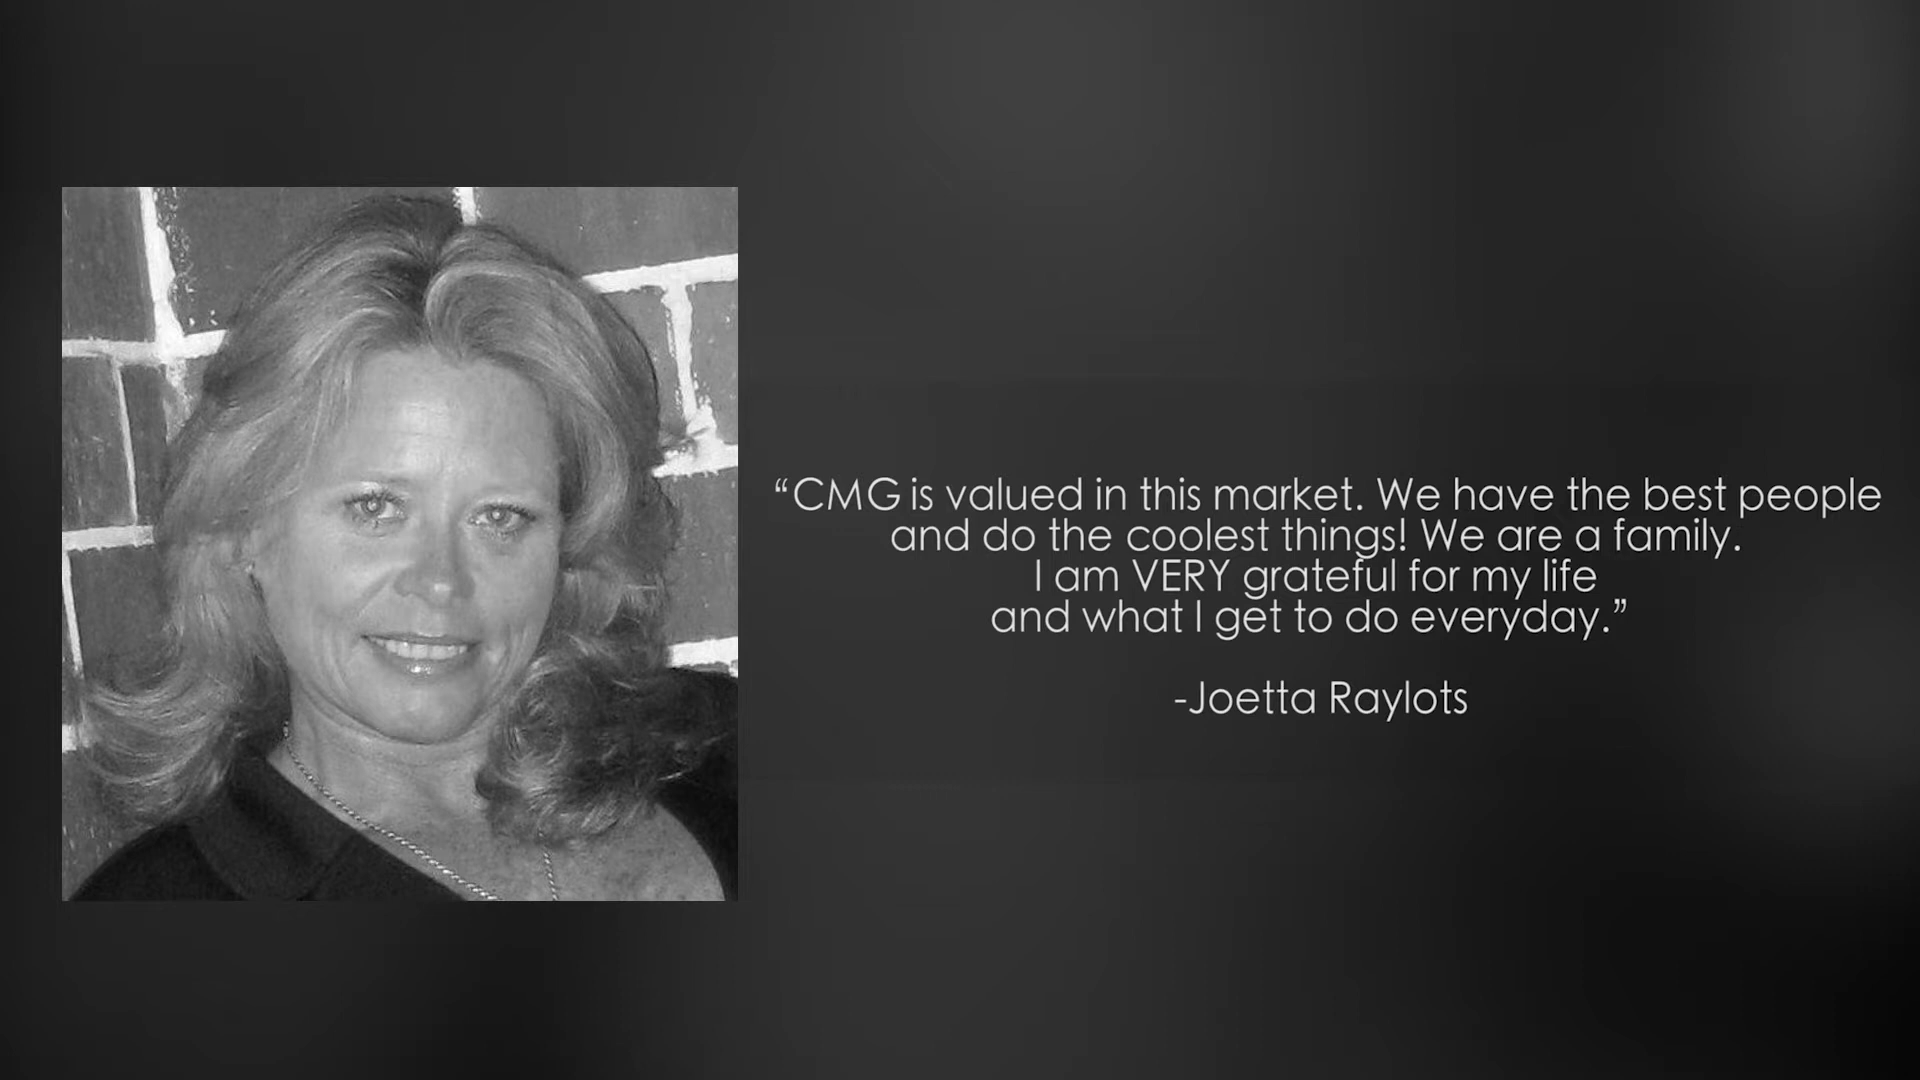 “CMG is valued in this market. We have the best people
and do the coolest things! We are a family.
I am VERY grateful for my life
and what I get to do everyday.”
-Joetta Raylots